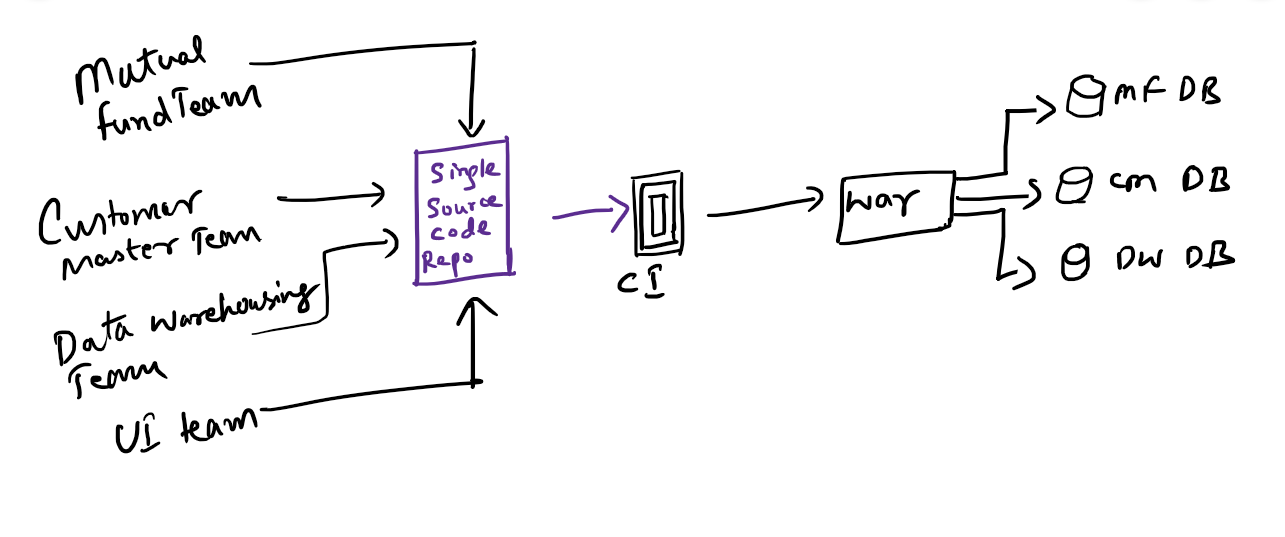 Mutual
fund Team
Customer
Master Team
Data warehousing
Team
UI team
Single
Source
code
Repo
CI
war
MF DB
CM DB
DW DB